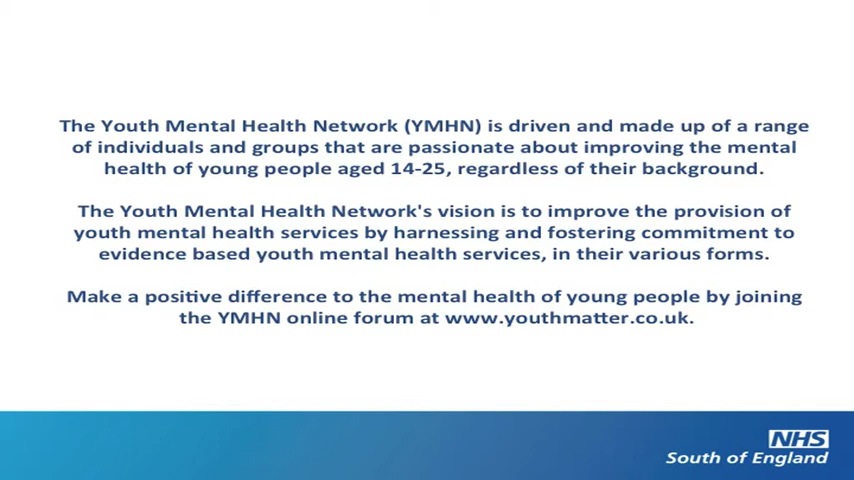 The Youth Mental Health Network (YMHN) is driven and made up of a range
of individuals and groups that are passionate about improving the mental
health of young people aged 14-25, regardless of their background.
The Youth Mental Health Network's vision is to improve the provision of
youth mental health services by harnessing and fostering commitment to
evidence based youth mental health services, in their various forms.
Make a positive difference to the mental health of young people by joining
the YMHN online forum at www.youthmatter.co.uk.
NHS
South of England